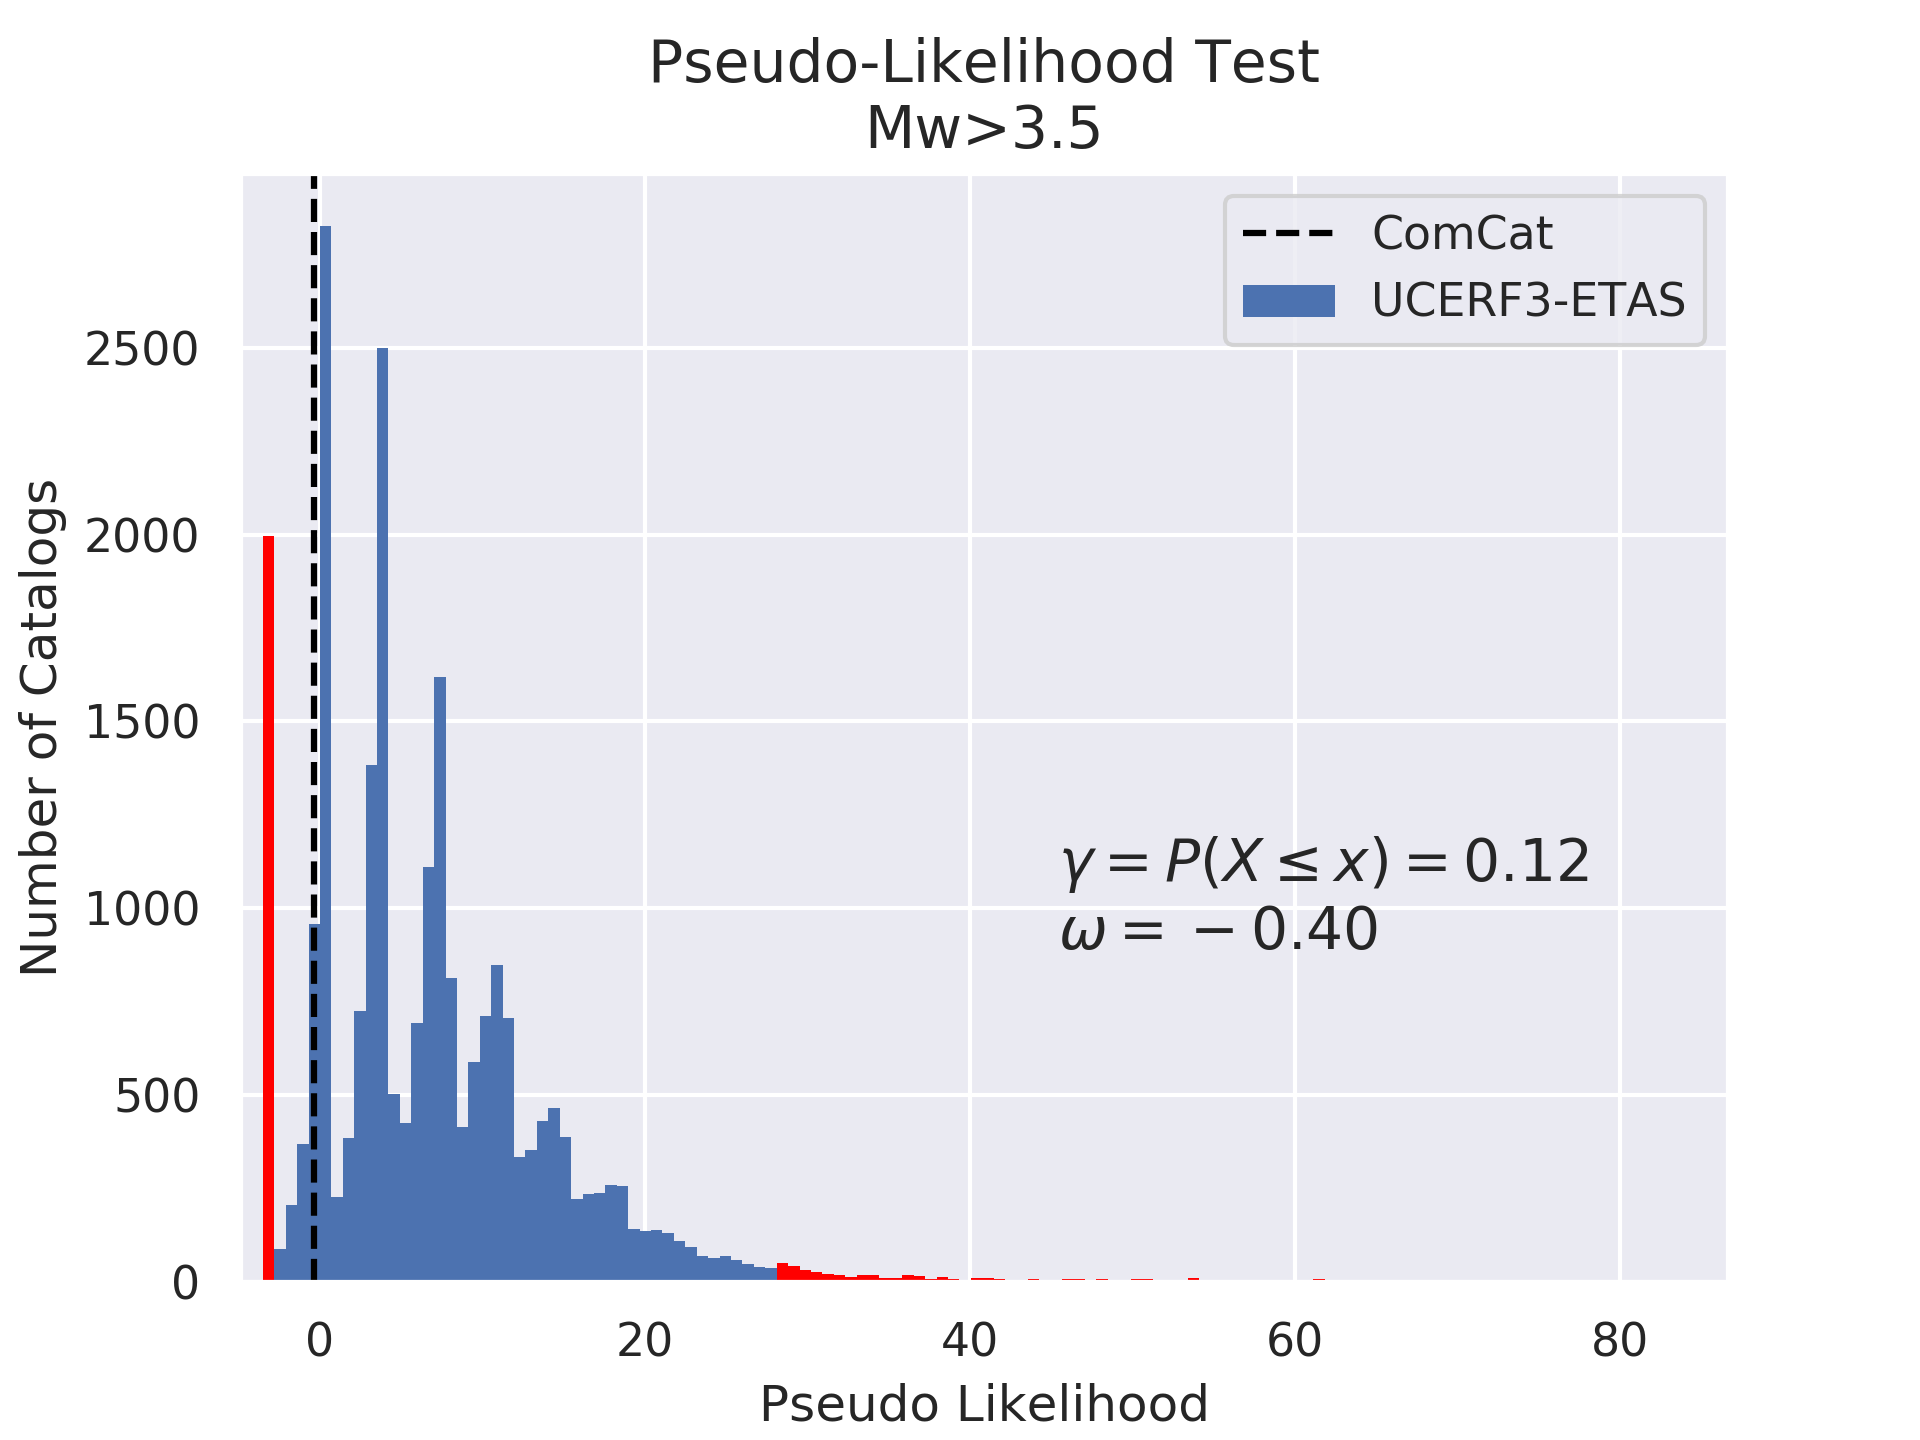 Pseudo-Likelihood Test
Mw>3.5
ComCat
UCERF3-ETAS
2500
2000
1500
1000
500
0
Number of Catalogs
γ = P(X ≤ x) = 0.12
ω = − 0.40
0 20 40 60 80
Pseudo Likelihood